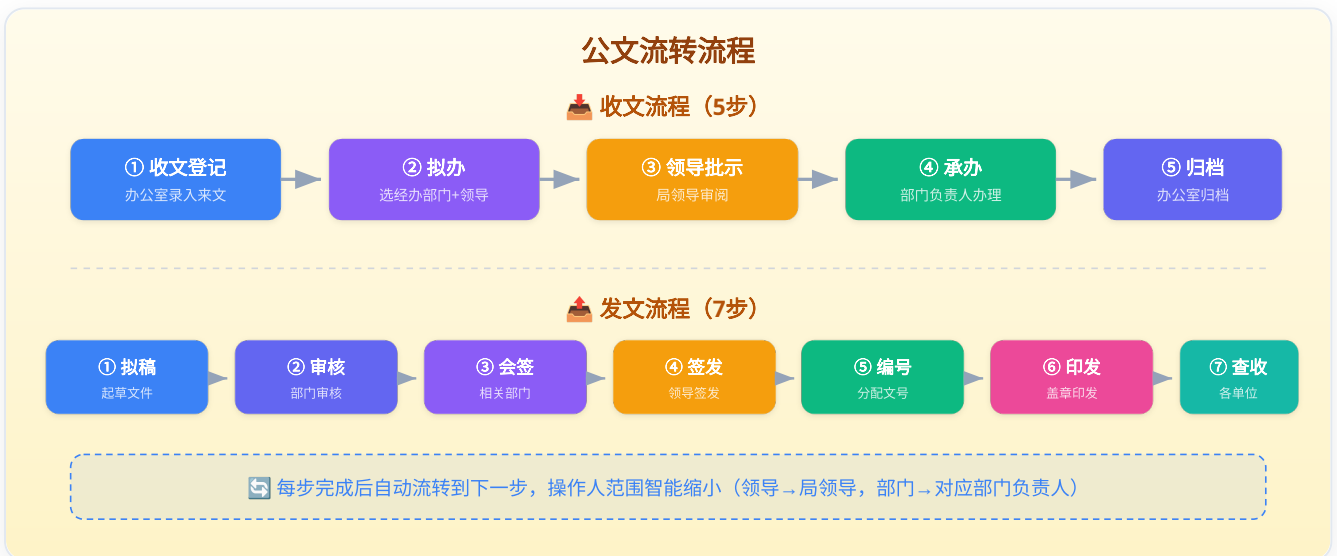 公文流转流程
📥 收文流程（5步）
① 收文登记
办公室录入来文
② 拟办
选经办部门+领导
③ 领导批示
局领导审阅
④ 承办
部门负责人办理
⑤ 归档
办公室归档
📤 发文流程（7步）
① 拟稿
起草文件
② 审核
部门审核
③ 会签
相关部门
④ 签发
领导签发
⑤ 编号
分配文号
⑥ 印发
盖章印发
⑦ 查收
各单位
🔄 每步完成后自动流转到下一步，操作人范围智能缩小（领导→局领导，部门→对应部门负责人）